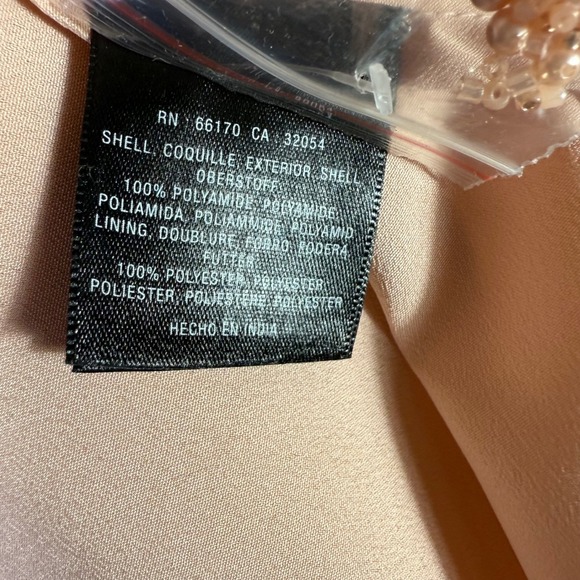 RN · 66170 CA · 32054
SHELL, COQUILLE, EXTERIOR, SHELL,
OBERSTOFF
100% POLYAMIDE, POLYAMIDE,
POLIAMIDA, POLIAMMIDE, POLYAMID
LINING, DOUBLURE, FORRO, FODERA,
FUTTER
100% POLYESTER, POLYESTER,
POLIESTER, POLIESTERE, POLYESTER
HECHO EN INDIA